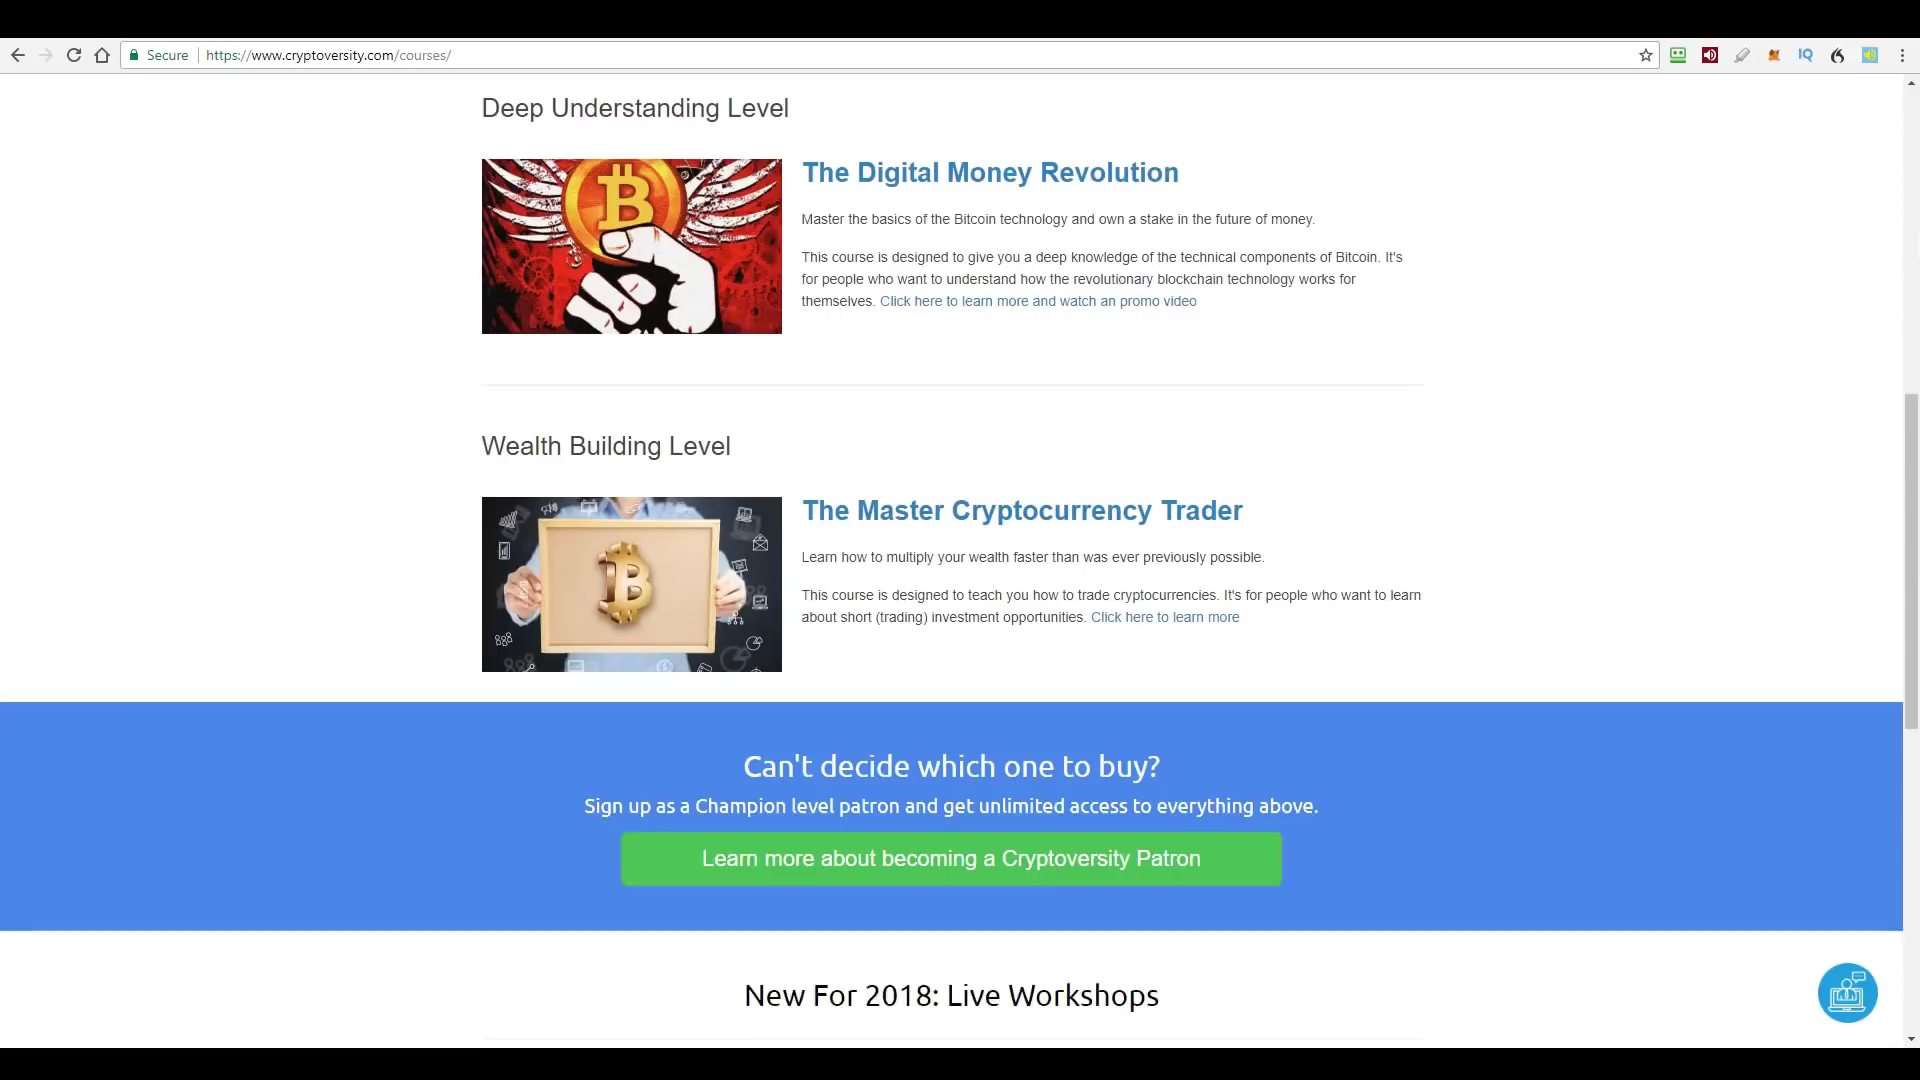 Secure
https://www.cryptoversity.com/courses/
IQ
Deep Understanding Level
The Digital Money Revolution
Master the basics of the Bitcoin technology and own a stake in the future of money.
This course is designed to give you a deep knowledge of the technical components of Bitcoin. It's
for people who want to understand how the revolutionary blockchain technology works for
themselves. Click here to learn more and watch an promo video
Wealth Building Level
The Master Cryptocurrency Trader
Learn how to multiply your wealth faster than was ever previously possible.
This course is designed to teach you how to trade cryptocurrencies. It's for people who want to learn
about short (trading) investment opportunities. Click here to learn more
Can't decide which one to buy?
Sign up as a Champion level patron and get unlimited access to everything above.
Learn more about becoming a Cryptoversity Patron
New For 2018: Live Workshops